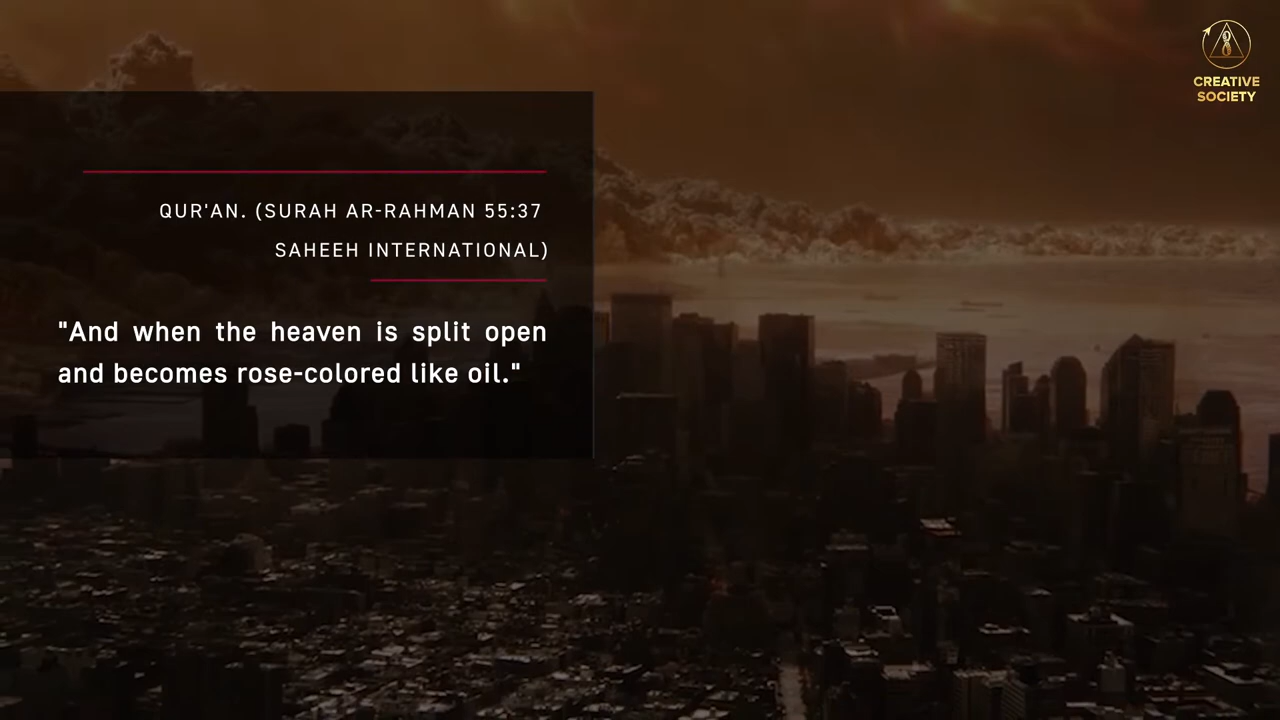 CREATIVE
SOCIETY
QUR'AN. (SURAH AR-RAHMAN 55:37
SAHEEH INTERNATIONAL)
"And when the heaven is split open
and becomes rose-colored like oil."